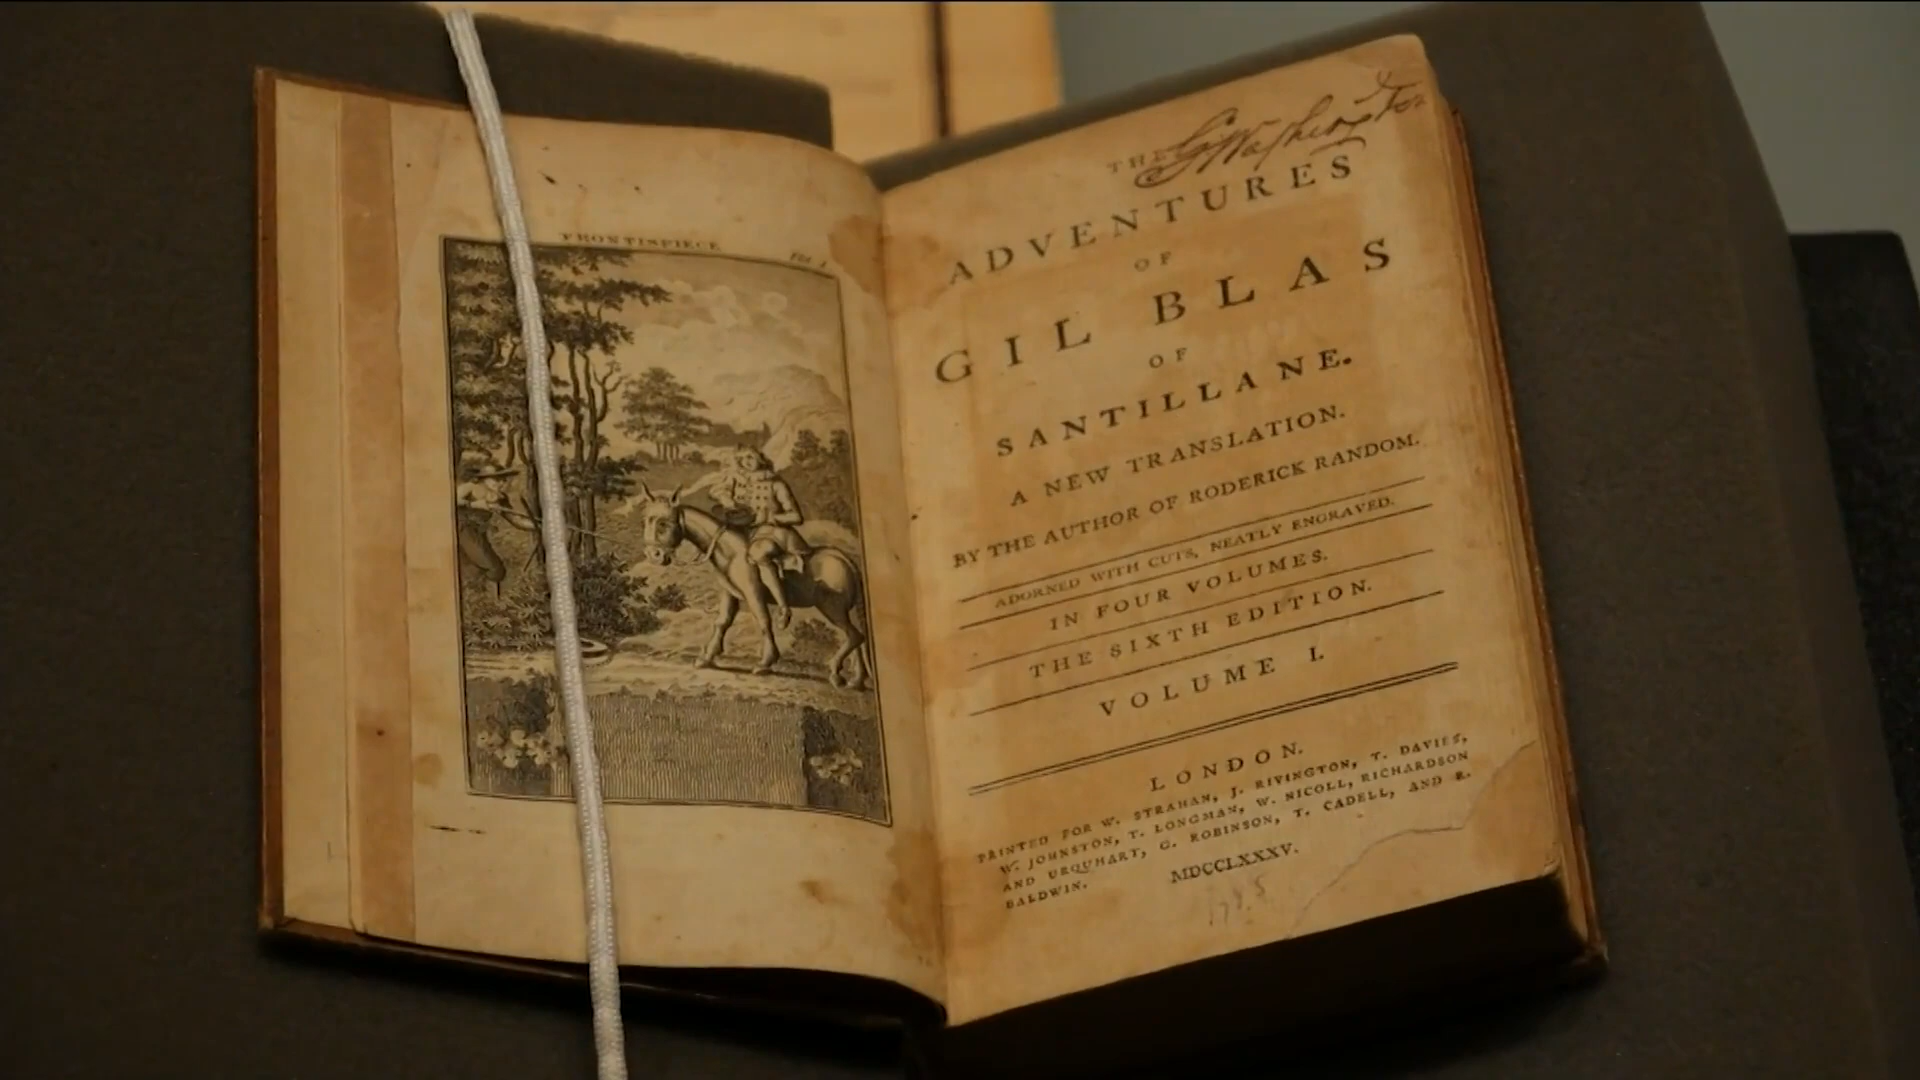 FRONTISPIECE
Vol. I
G Washington
THE
ADVENTURES
OF
GIL BLAS
OF
SANTILLANE.
A NEW TRANSLATION.
BY THE AUTHOR OF RODERICK RANDOM.
ADORNED WITH CUTS, NEATLY ENGRAVED.
IN FOUR VOLUMES.
THE SIXTH EDITION.
VOLUME I.
LONDON.
PRINTED FOR W. STRAHAN, J. RIVINGTON, T. DAVIES,
W. JOHNSTON, T. LONGMAN, W. NICOLL, RICHARDSON
AND URQUHART, G. ROBINSON, T. CADELL, AND R.
BALDWIN.
MDCCLXXXV.
1785